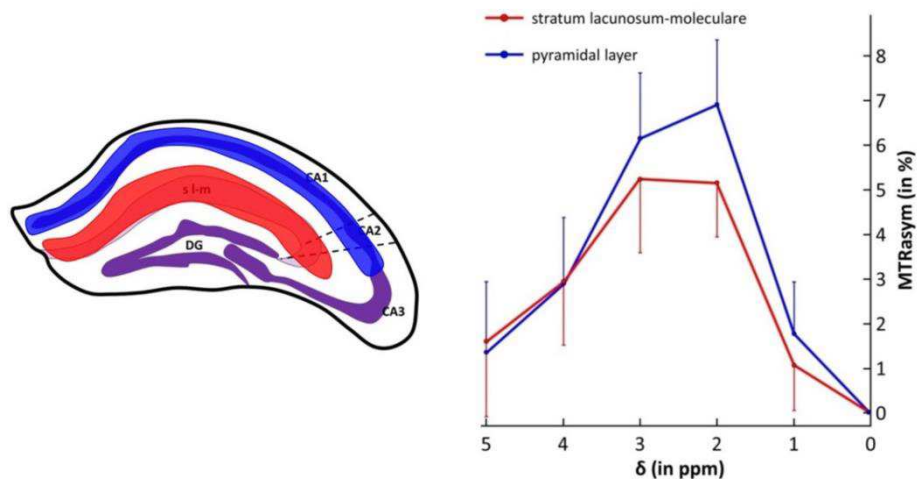 CA1
s l-m
CA2
DG
CA3
stratum lacunosum-moleculare
pyramidal layer
8
7
6
5
4
3
2
1
0
MTRasym (in %)
5 4 3 2 1 0
δ (in ppm)